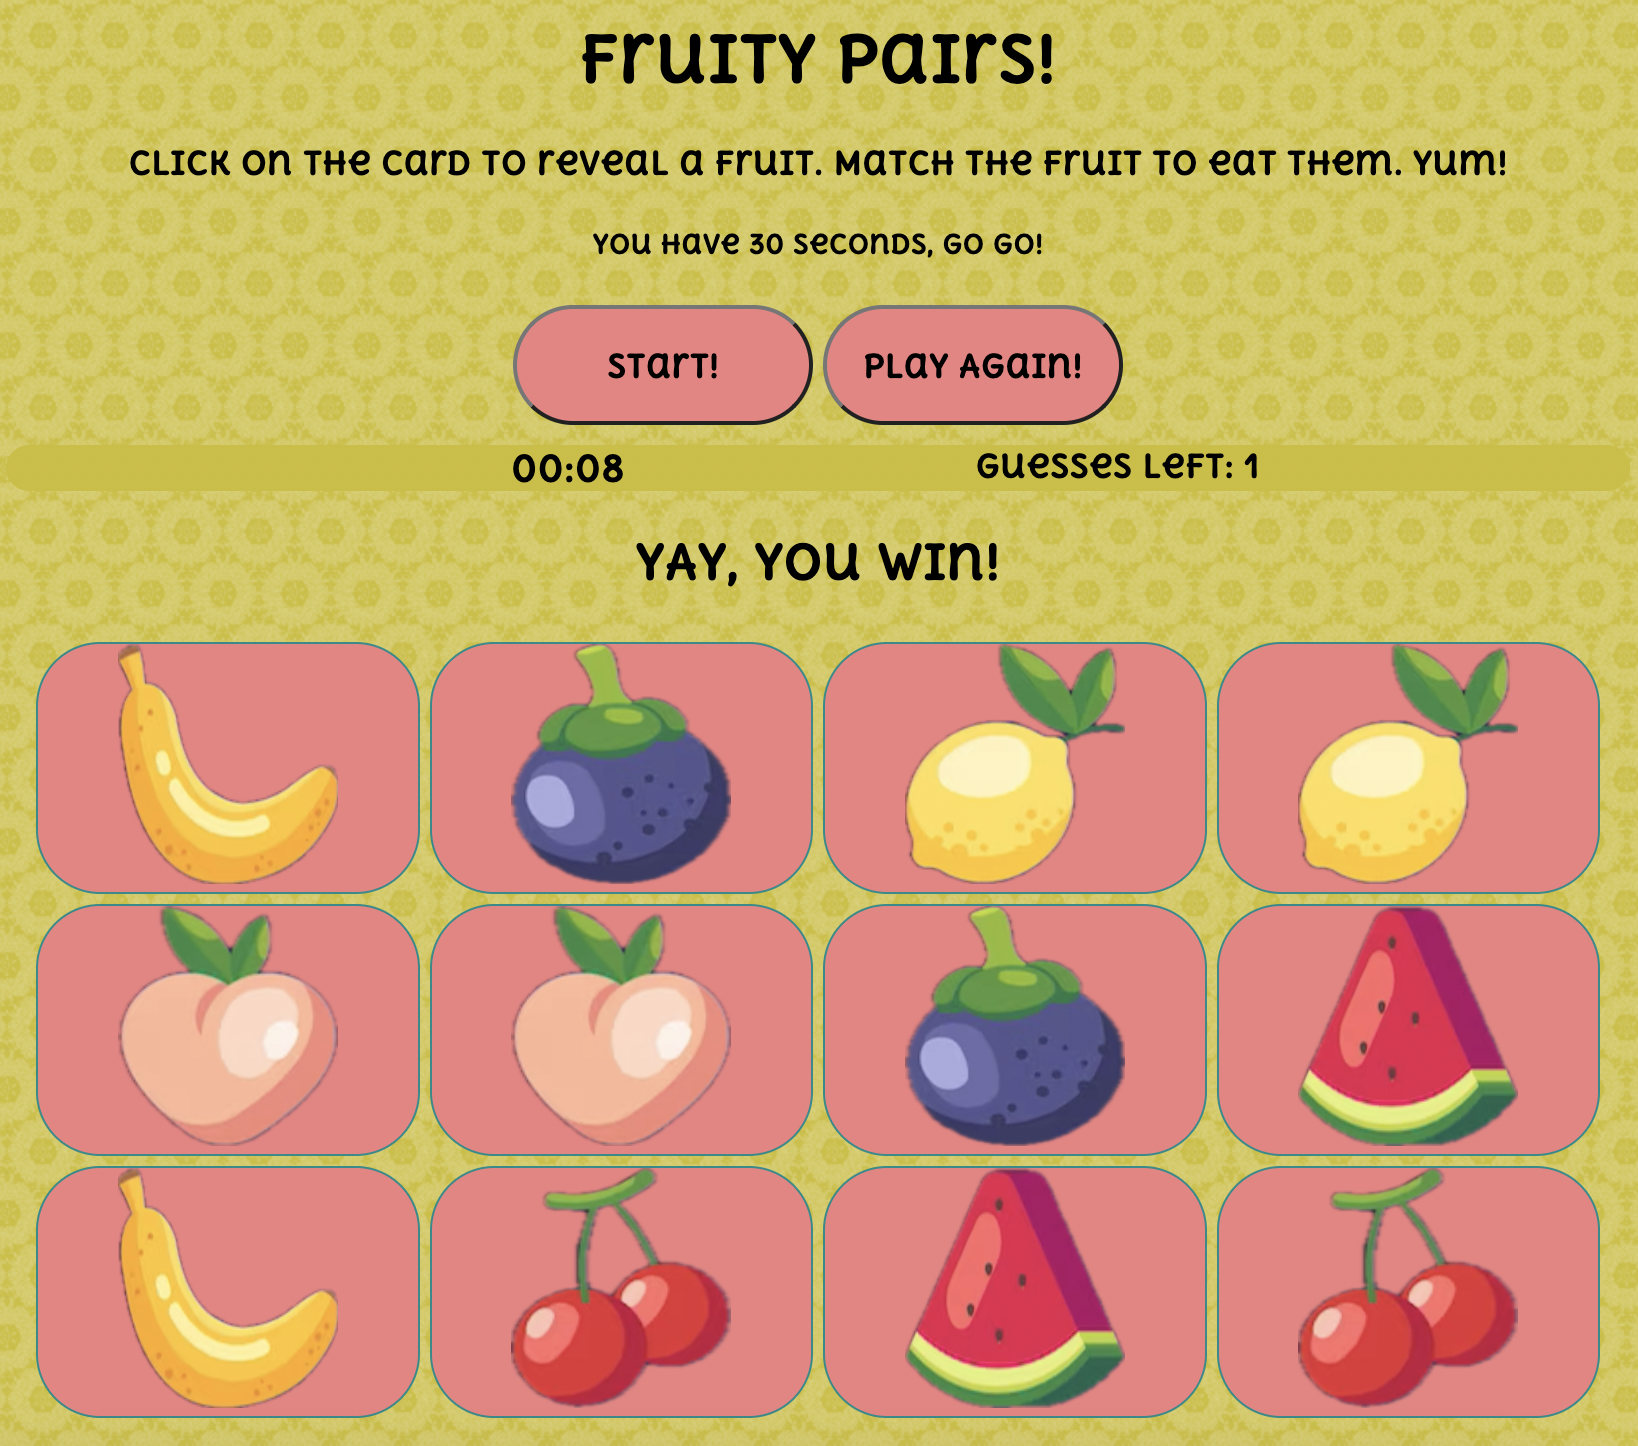 Fruity Pairs!
Click on the card to reveal a fruit. Match the fruit to eat them. Yum!
You have 30 seconds, go go!
Start!
Play Again!
00:08
Guesses Left: 1
YAY, YOU WIN!